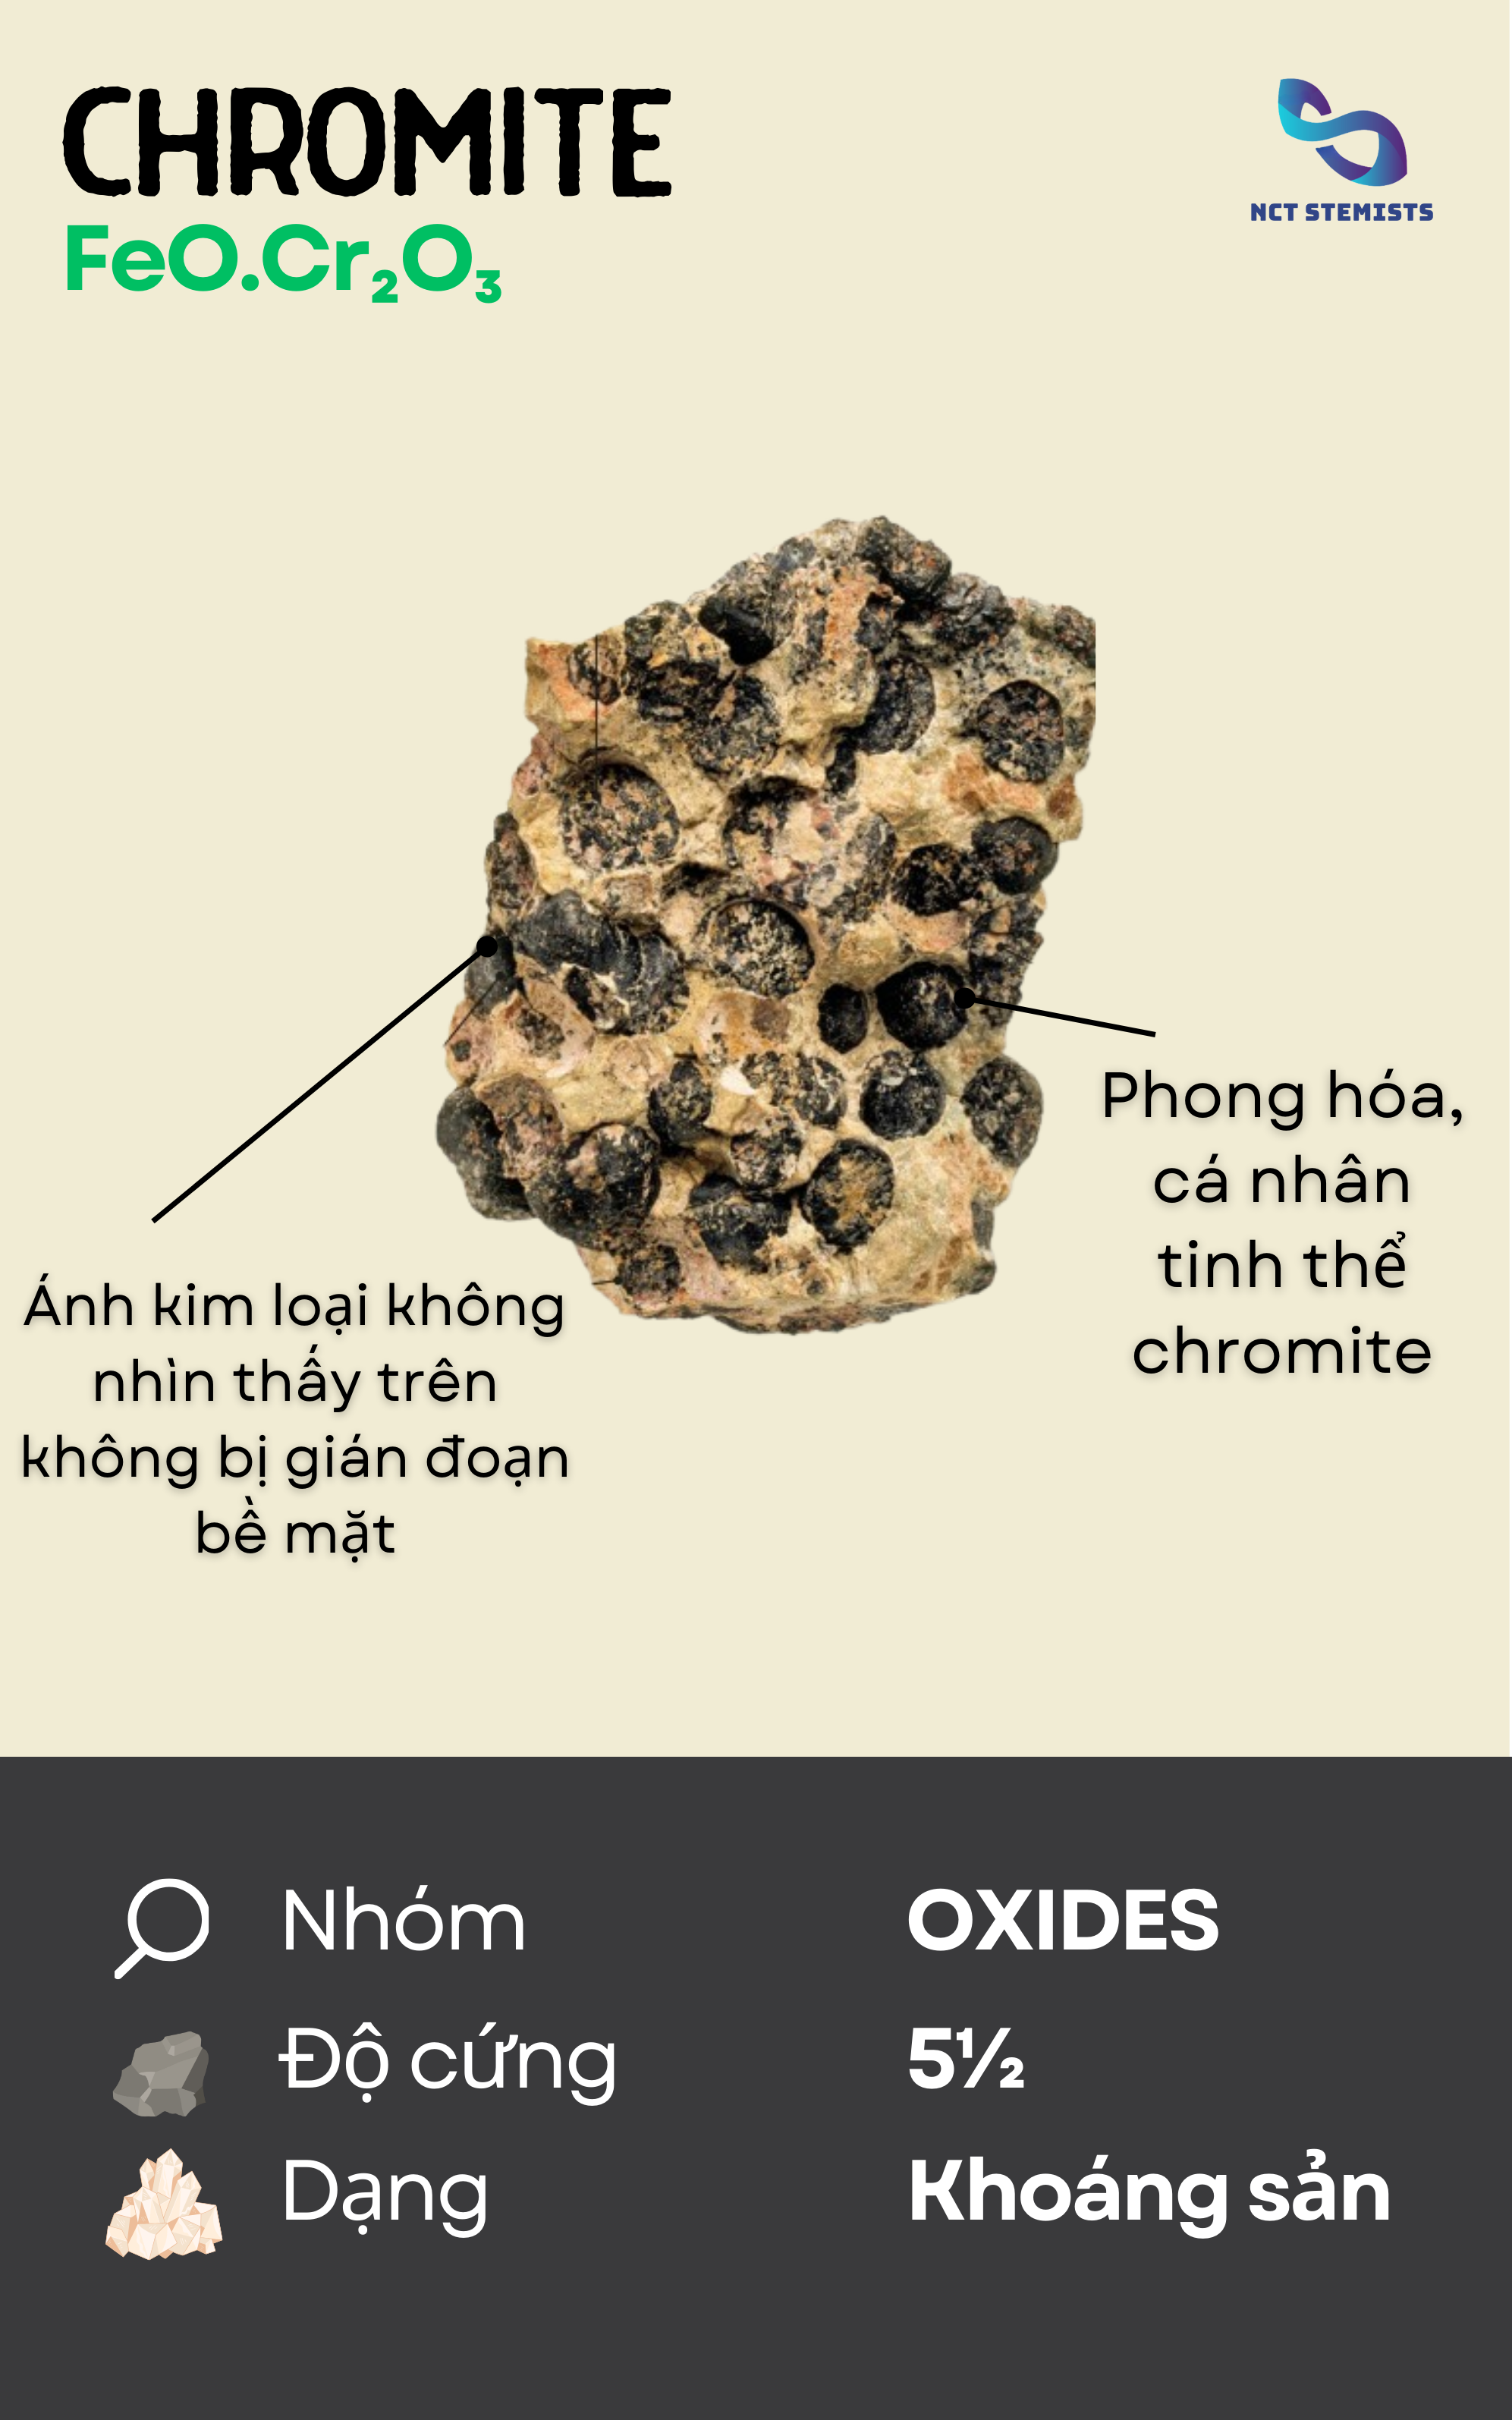 CHROMITE
FeO.Cr₂O₃
NCT STEMISTS
Phong hóa,
cá nhân
tinh thể
chromite
Ánh kim loại không
nhìn thấy trên
không bị gián đoạn
bề mặt
Nhóm OXIDES
Độ cứng 5½
Dạng Khoáng sản